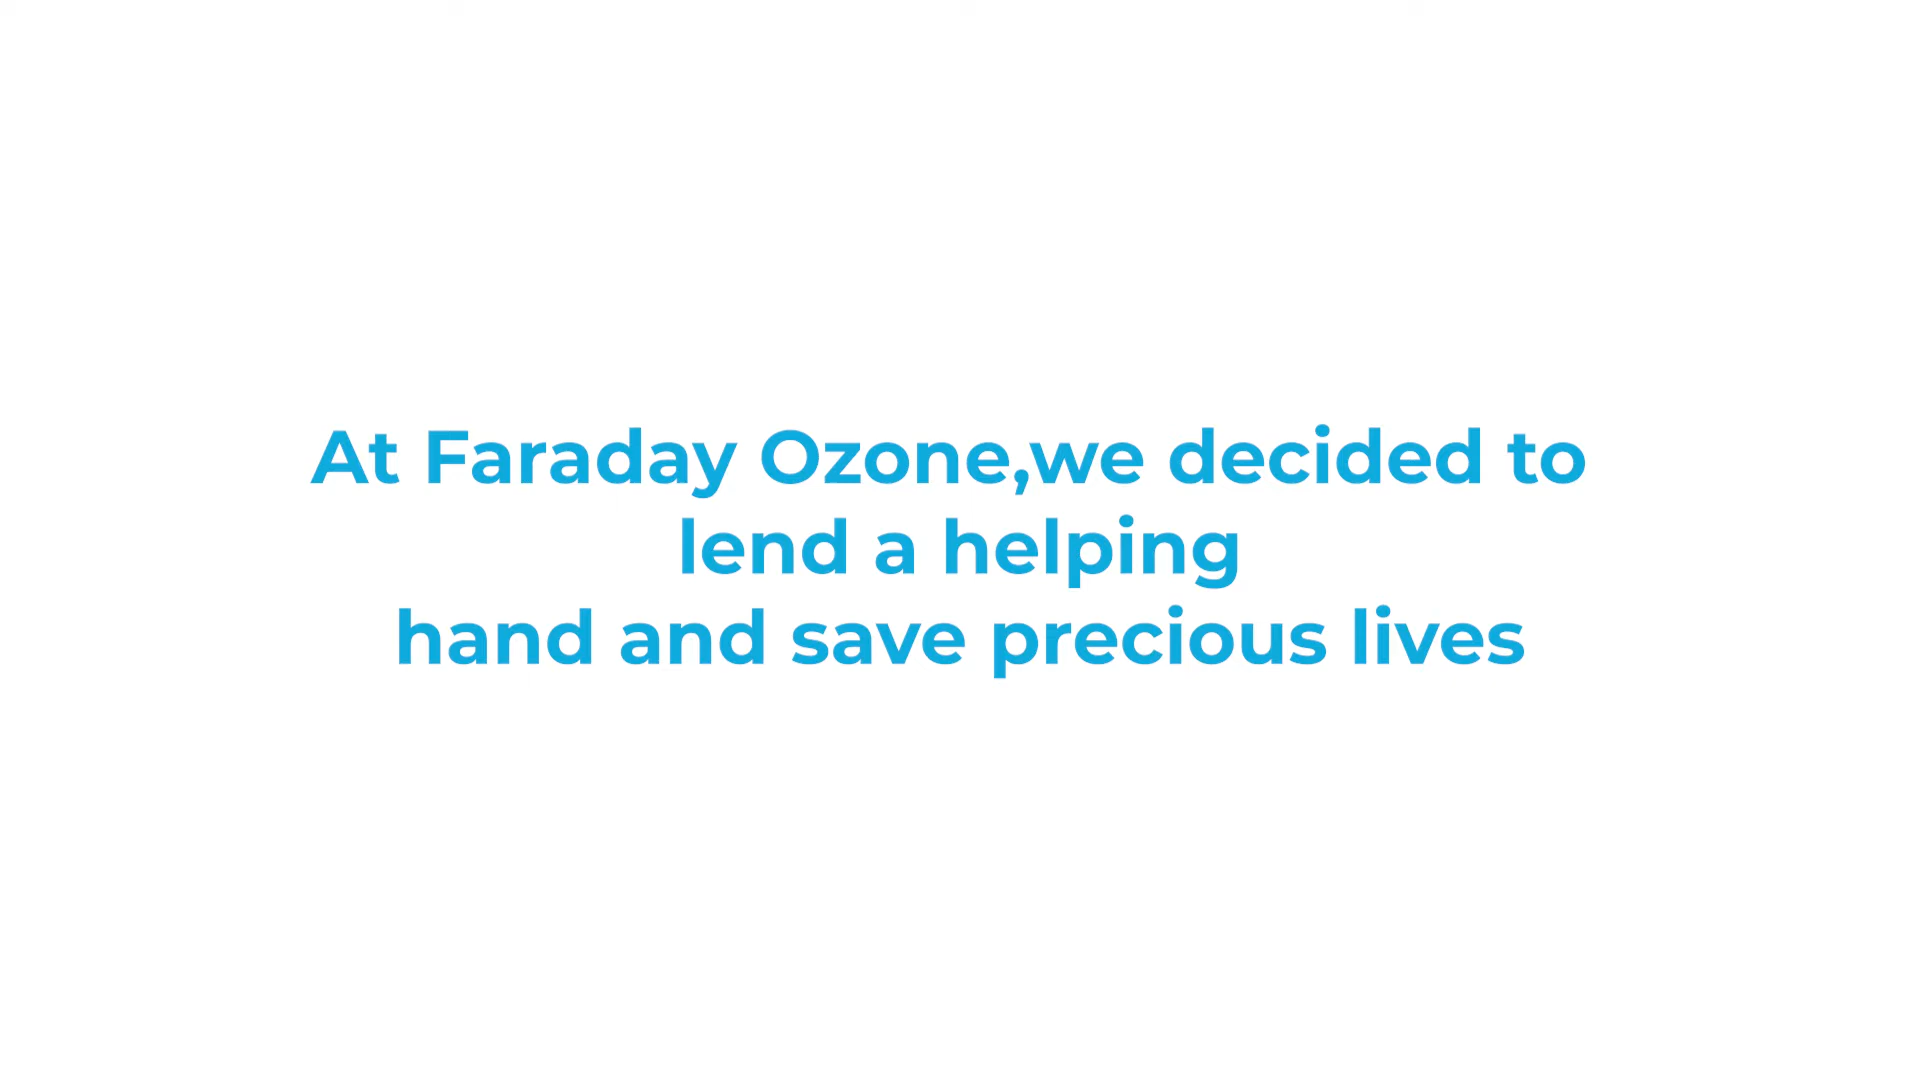 At Faraday Ozone,we decided to
lend a helping
hand and save precious lives